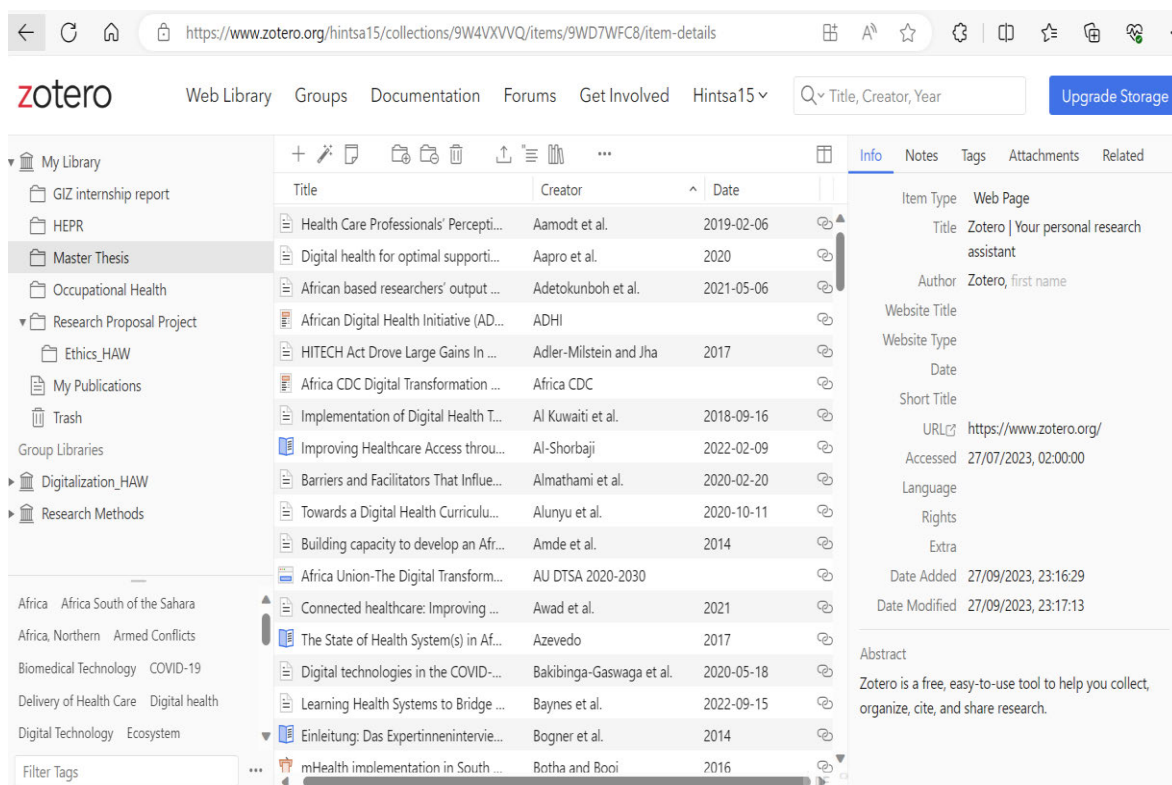 https://www.zotero.org/hintsa15/collections/9W4VXVVQ/items/9WD7WFC8/item-details
zotero Web Library Groups Documentation Forums Get Involved Hintsa15 Title, Creator, Year Upgrade Storage
My Library
GIZ internship report
HEPR
Master Thesis
Occupational Health
Research Proposal Project
Ethics_HAW
My Publications
Trash
Group Libraries
Digitalization_HAW
Research Methods
Africa Africa South of the Sahara
Africa, Northern Armed Conflicts
Biomedical Technology COVID-19
Delivery of Health Care Digital health
Digital Technology Ecosystem
Filter Tags
Title Creator Date
Health Care Professionals' Percepti... Aamodt et al. 2019-02-06
Digital health for optimal supporti... Aapro et al. 2020
African based researchers' output ... Adetokunboh et al. 2021-05-06
African Digital Health Initiative (AD... ADHI
HITECH Act Drove Large Gains In ... Adler-Milstein and Jha 2017
Africa CDC Digital Transformation ... Africa CDC
Implementation of Digital Health T... Al Kuwaiti et al. 2018-09-16
Improving Healthcare Access throu... Al-Shorbaji 2022-02-09
Barriers and Facilitators That Influe... Almathami et al. 2020-02-20
Towards a Digital Health Curriculu... Alunyu et al. 2020-10-11
Building capacity to develop an Afr... Amde et al. 2014
Africa Union-The Digital Transform... AU DTSA 2020-2030
Connected healthcare: Improving ... Awad et al. 2021
The State of Health System(s) in Af... Azevedo 2017
Digital technologies in the COVID-... Bakibinga-Gaswaga et al. 2020-05-18
Learning Health Systems to Bridge ... Baynes et al. 2022-09-15
Einleitung: Das Expertinnenintervie... Bogner et al. 2014
mHealth implementation in South ... Botha and Booi 2016
Info Notes Tags Attachments Related
Item Type Web Page
Title Zotero | Your personal research
assistant
Author Zotero, first name
Website Title
Website Type
Date
Short Title
URL https://www.zotero.org/
Accessed 27/07/2023, 02:00:00
Language
Rights
Extra
Date Added 27/09/2023, 23:16:29
Date Modified 27/09/2023, 23:17:13
Abstract
Zotero is a free, easy-to-use tool to help you collect,
organize, cite, and share research.